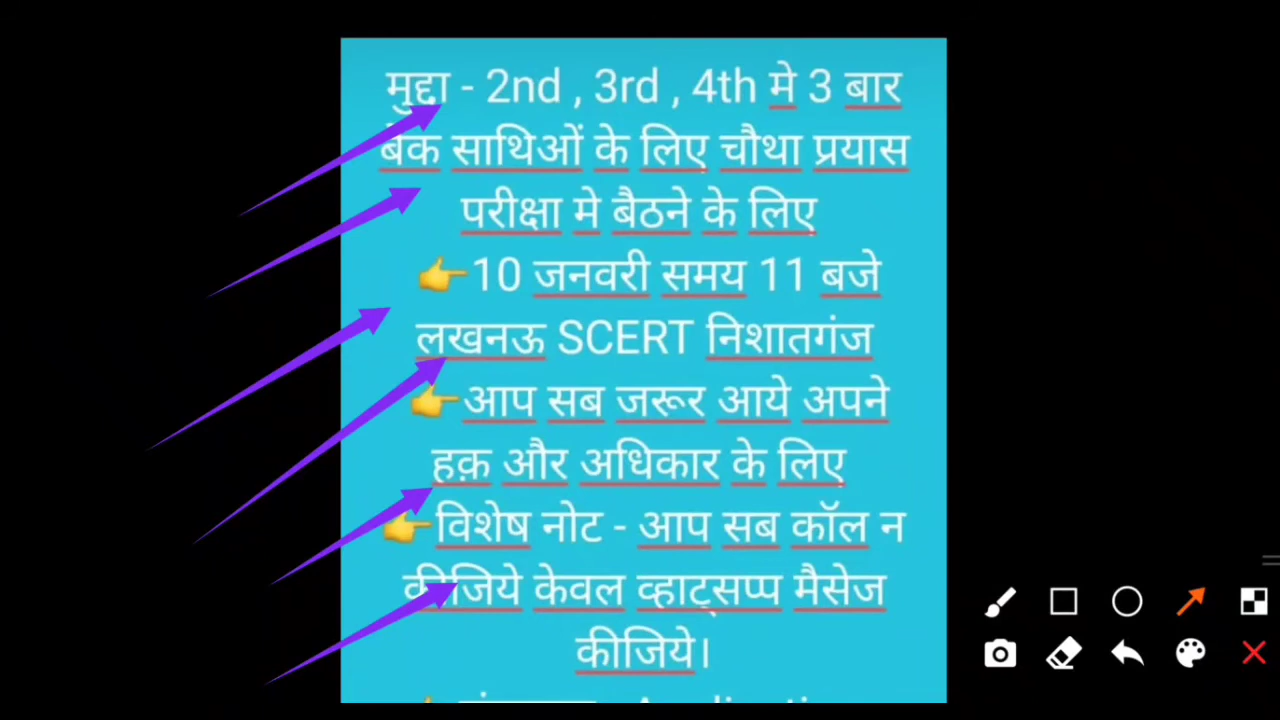 मुद्दा - 2nd , 3rd , 4th मे 3 बार
बैक साथिओं के लिए चौथा प्रयास
परीक्षा मे बैठने के लिए
👉10 जनवरी समय 11 बजे
लखनऊ SCERT निशातगंज
👉आप सब जरूर आये अपने
हक़ और अधिकार के लिए
👉विशेष नोट - आप सब कॉल न
कीजिये केवल व्हाट्सप्प मैसेज
कीजिये।